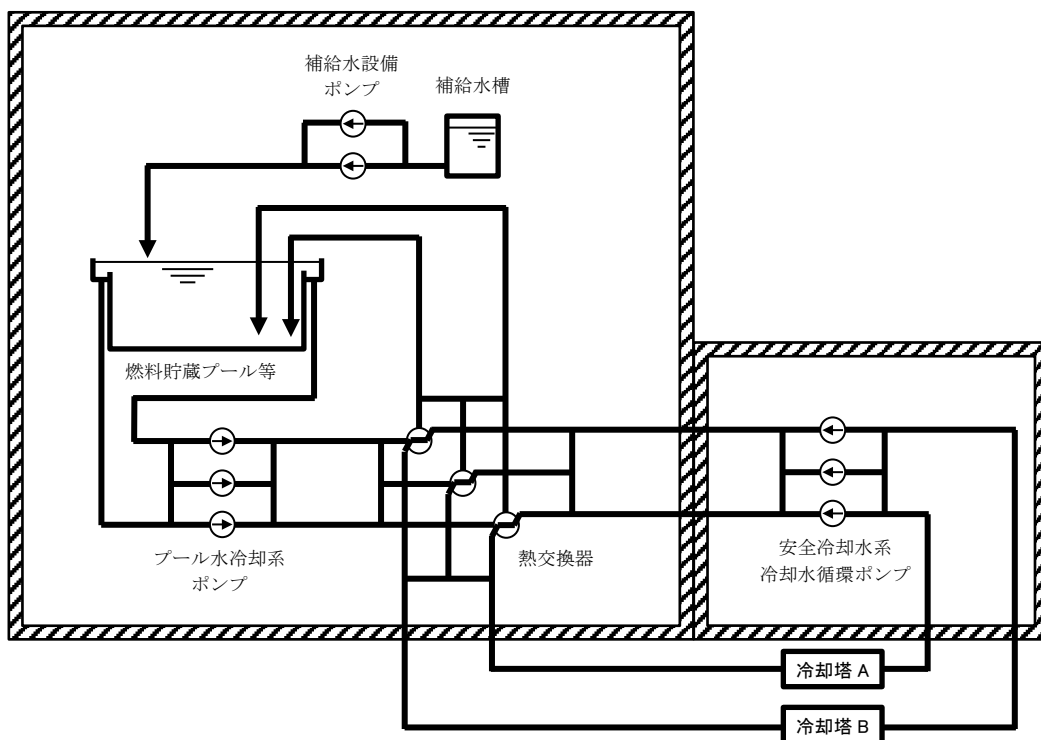 補給水設備
ポンプ
補給水槽
燃料貯蔵プール等
プール水冷却系
ポンプ
熱交換器
安全冷却水系
冷却水循環ポンプ
冷却塔 A
冷却塔 B